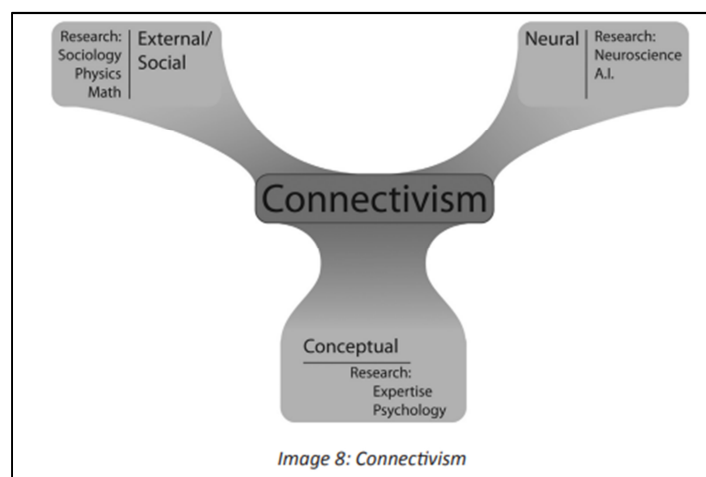 Research:
Sociology
Physics
Math
External/
Social
Neural
Research:
Neuroscience
A.I.
Connectivism
Conceptual
Research:
Expertise
Psychology
Image 8: Connectivism